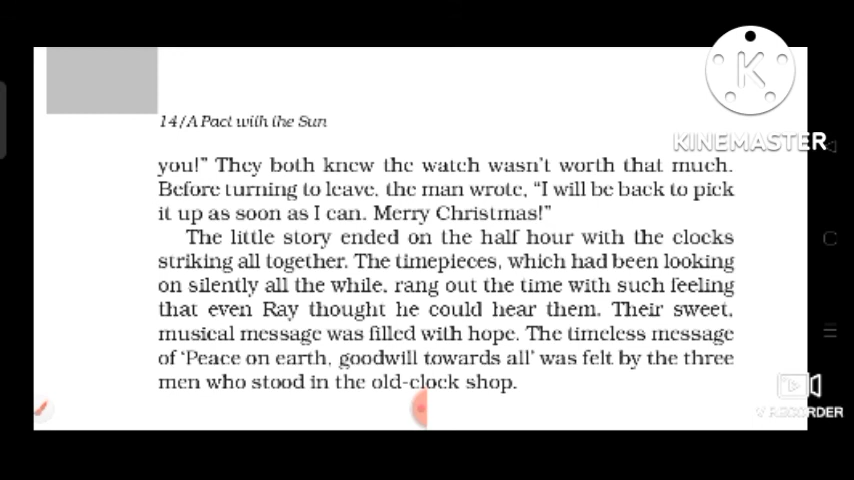 K
KINEMASTER
14/A Pact with the Sun
you!" They both knew the watch wasn't worth that much.
Before turning to leave, the man wrote, "I will be back to pick
it up as soon as I can. Merry Christmas!"
The little story ended on the half hour with the clocks
striking all together. The timepieces, which had been looking
on silently all the while, rang out the time with such feeling
that even Ray thought he could hear them. Their sweet,
musical message was filled with hope. The timeless message
of 'Peace on earth, goodwill towards all' was felt by the three
men who stood in the old-clock shop.
V RECORDER